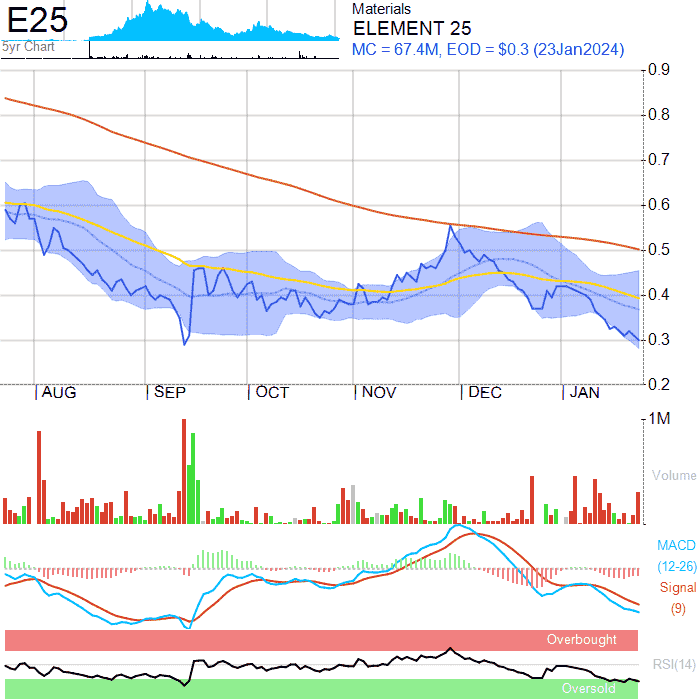 E25
5yr Chart
Materials
ELEMENT 25
MC = 67.4M, EOD = $0.3 (23Jan2024)
0.9
0.8
0.7
0.6
0.5
0.4
0.3
0.2
AUG
SEP
OCT
NOV
DEC
JAN
1M
Volume
MACD
(12-26)
Signal
(9)
Overbought
RSI(14)
Oversold